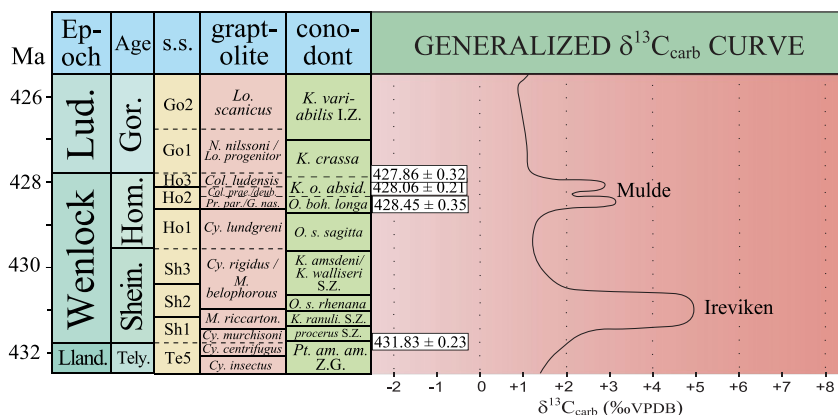 Ma
Ep-
och
Age
s.s.
grapt-
olite
cono-
dont
GENERALIZED δ¹³Ccarb CURVE
426
428
430
432
Lud.
Wenlock
Lland.
Gor.
Hom.
Shein.
Tely.
Go2
Go1
Ho3
Ho2
Ho1
Sh3
Sh2
Sh1
Te5
Lo.
scanicus
N. nilssoni /
Lo. progenitor
Col. ludensis
Col. prae./deub.
Pr. par./G. nas.
Cy. lundgreni
Cy. rigidus /
M.
belophorous
M. riccarton.
Cy. murchisoni
Cy. centrifugus
Cy. insectus
K. vari-
abilis I.Z.
K. crassa
K. o. absid.
O. boh. longa
O. s. sagitta
K. amsdeni/
K. walliseri
S.Z.
O. s. rhenana
K. ranuli. S.Z.
procerus S.Z.
Pt. am. am.
Z.G.
427.86 ± 0.32
428.06 ± 0.21
428.45 ± 0.35
431.83 ± 0.23
Mulde
Ireviken
-2 -1 0 +1 +2 +3 +4 +5 +6 +7 +8
δ¹³Ccarb (‰VPDB)